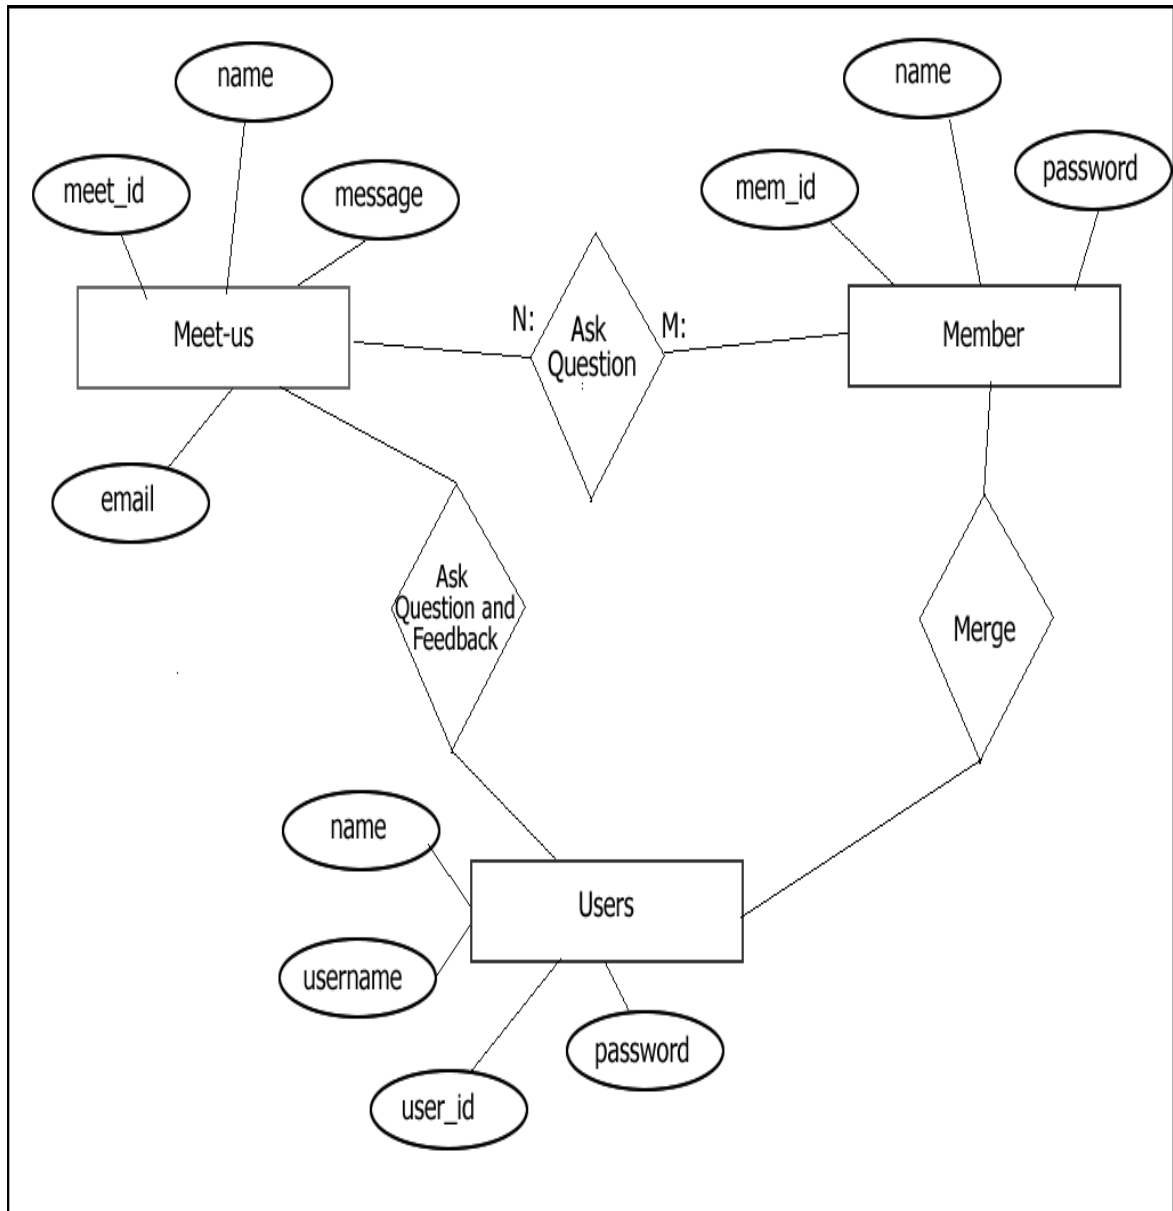 name
name
meet_id
message
mem_id
password
Meet-us
N:
Ask
Question
M:
Member
email
Ask
Question and
Feedback
Merge
name
Users
username
password
user_id